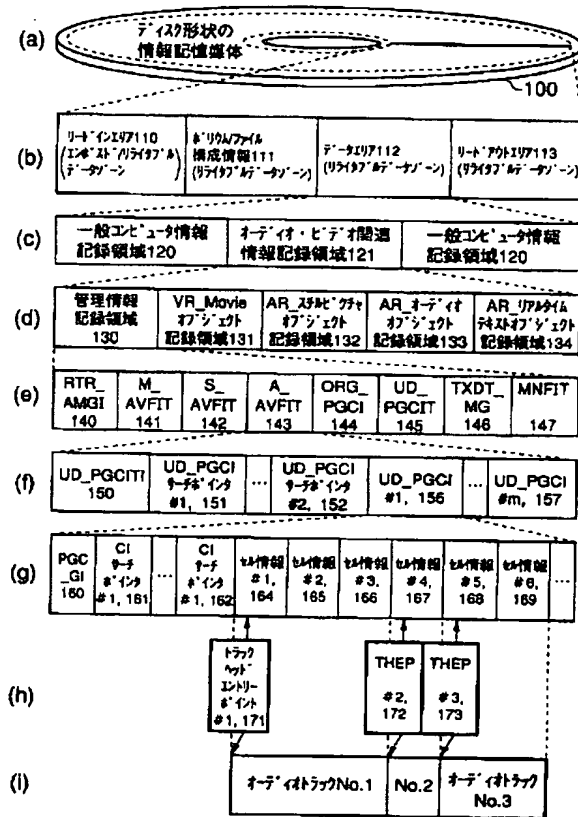 (a)
ディスク形状の
情報記憶媒体
100
(b)
リードインエリア110
(エンボスド/リライタブル)
データゾーン
ボリウム/ファイル
構成情報111
(リライタブルデータゾーン)
データエリア112
(リライタブルデータゾーン)
リードアウトエリア113
(リライタブルデータゾーン)
(c)
一般コンピュータ情報
記録領域120
オーディオ・ビデオ関連
情報記録領域121
一般コンピュータ情報
記録領域120
(d)
管理情報
記録領域
130
VR_Movie
オブジェクト
記録領域131
AR_スチルピクチャ
オブジェクト
記録領域132
AR_オーディオ
オブジェクト
記録領域133
AR_リアルタイム
テキストオブジェクト
記録領域134
(e)
RTR_
AMGI
140
M_
AVFIT
141
S_
AVFIT
142
A_
AVFIT
143
ORG_
PGCI
144
UD_
PGCIT
145
TXDT_
MG
146
MNFIT
147
(f)
UD_PGCITI
150
UD_PGCI
サーチポインタ
#1, 151
…
UD_PGCI
サーチポインタ
#2, 152
UD_PGCI
#1, 156
…
UD_PGCI
#m, 157
(g)
PGC
_GI
160
CI
サーチ
ポインタ
#1, 161
…
CI
サーチ
ポインタ
#1, 162
セル情報
#1,
164
セル情報
#2,
165
セル情報
#3,
166
セル情報
#4,
167
セル情報
#5,
168
セル情報
#6,
169
…
(h)
トラック
ヘッド
エントリー
ポイント
#1, 171
THEP
#2,
172
THEP
#3,
173
(i)
オーディオトラックNo.1
No.2
オーディオトラック
No.3